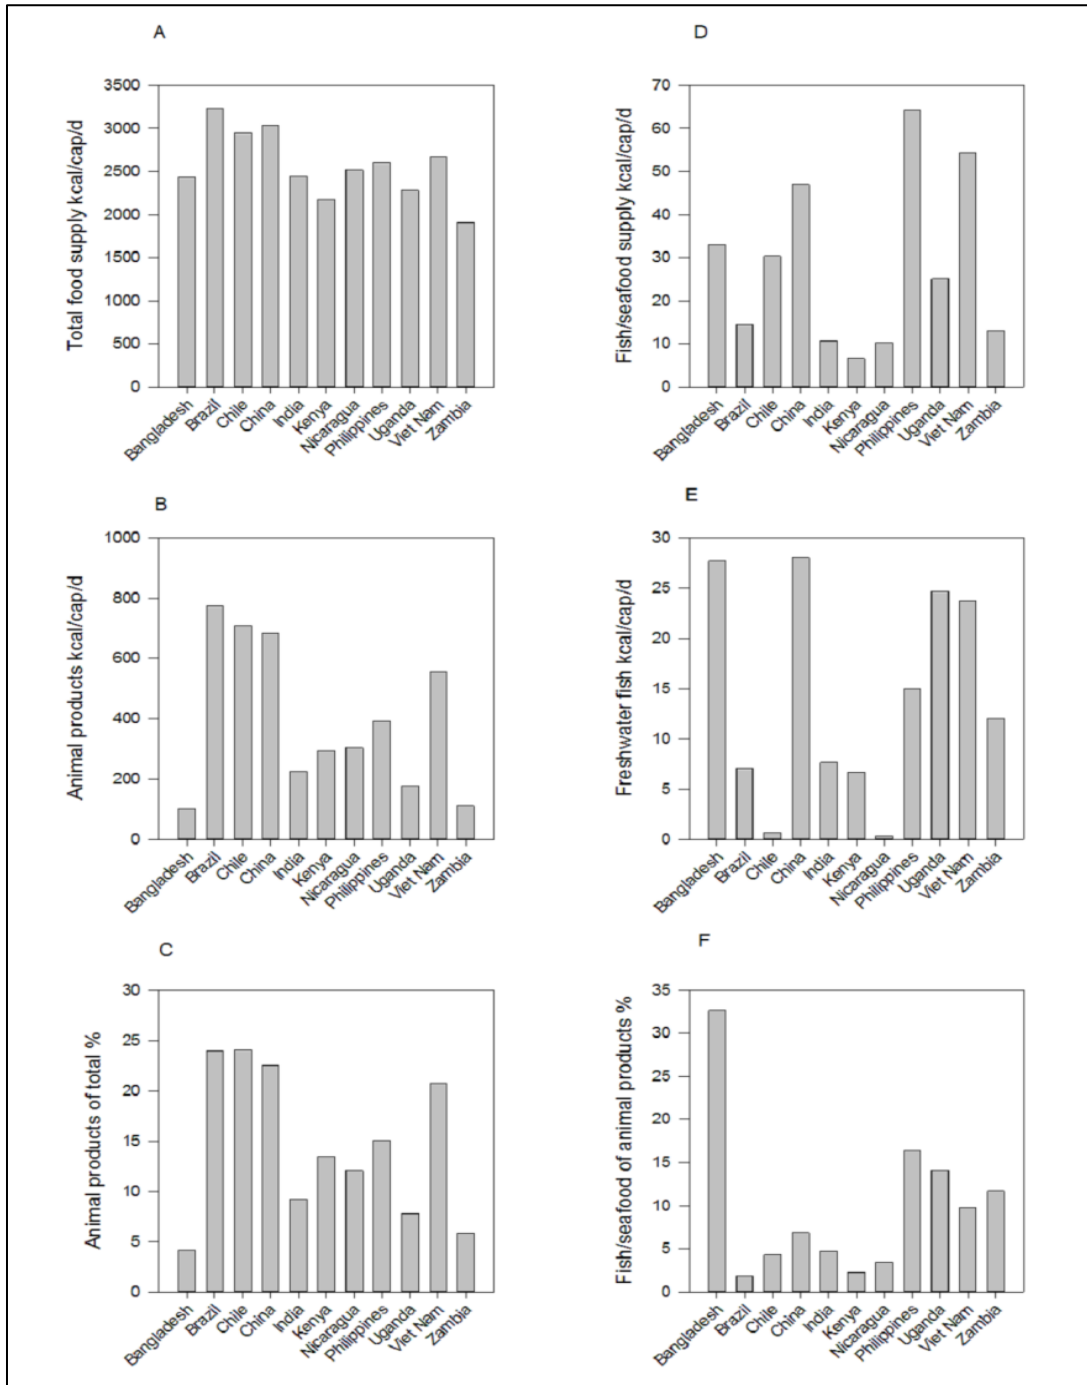 A
Total food supply kcal/cap/d
3500
3000
2500
2000
1500
1000
500
0
Bangladesh
Brazil
Chile
China
India
Kenya
Nicaragua
Philippines
Uganda
Viet Nam
Zambia
B
Animal products kcal/cap/d
1000
800
600
400
200
0
Bangladesh
Brazil
Chile
China
India
Kenya
Nicaragua
Philippines
Uganda
Viet Nam
Zambia
C
Animal products of total %
30
25
20
15
10
5
0
Bangladesh
Brazil
Chile
China
India
Kenya
Nicaragua
Philippines
Uganda
Viet Nam
Zambia
D
Fish/seafood supply kcal/cap/d
70
60
50
40
30
20
10
0
Bangladesh
Brazil
Chile
China
India
Kenya
Nicaragua
Philippines
Uganda
Viet Nam
Zambia
E
Freshwater fish kcal/cap/d
30
25
20
15
10
5
0
Bangladesh
Brazil
Chile
China
India
Kenya
Nicaragua
Philippines
Uganda
Viet Nam
Zambia
F
Fish/seafood of animal products %
35
30
25
20
15
10
5
0
Bangladesh
Brazil
Chile
China
India
Kenya
Nicaragua
Philippines
Uganda
Viet Nam
Zambia